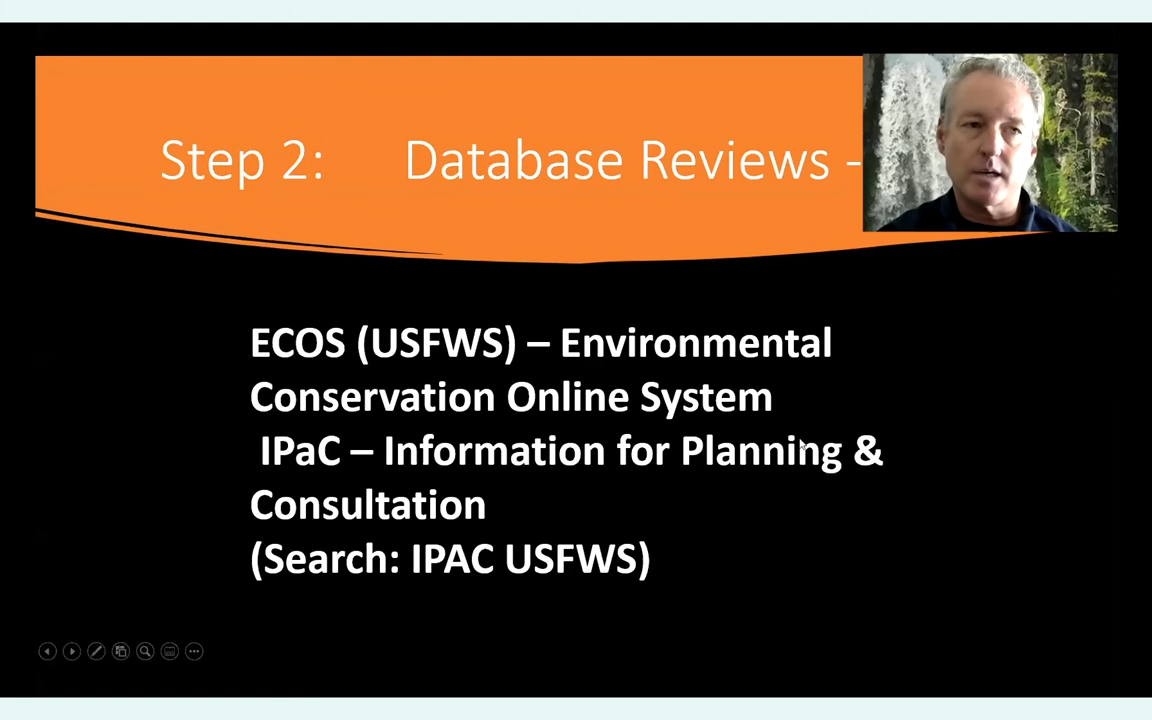 Step 2: Database Reviews -
ECOS (USFWS) – Environmental
Conservation Online System
IPaC – Information for Planning &
Consultation
(Search: IPAC USFWS)